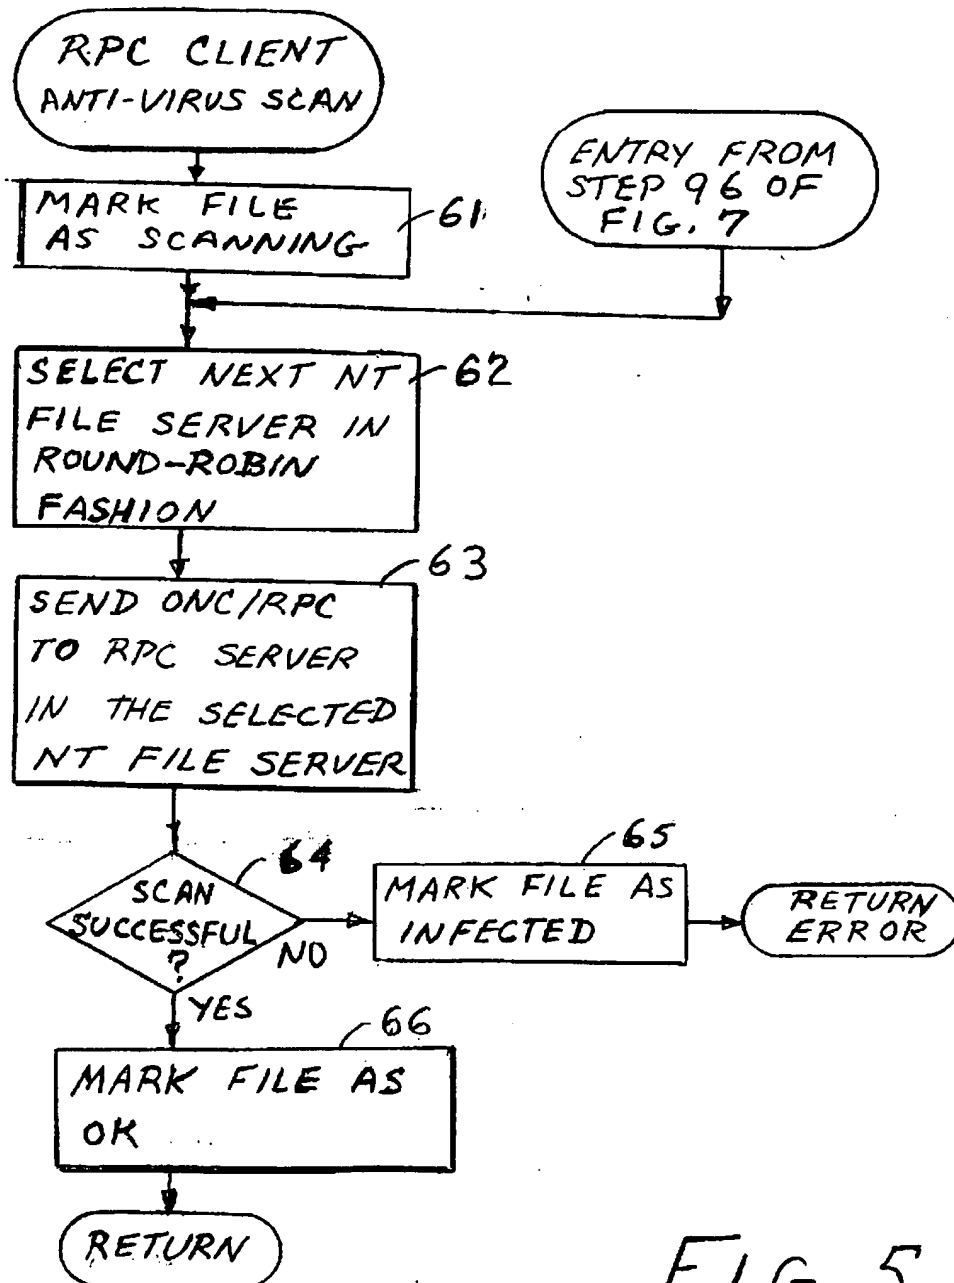 RPC CLIENT
ANTI-VIRUS SCAN
ENTRY FROM
STEP 96 OF
FIG. 7
MARK FILE
AS SCANNING
61
SELECT NEXT NT
FILE SERVER IN
ROUND-ROBIN
FASHION
62
63
SEND ONC/RPC
TO RPC SERVER
IN THE SELECTED
NT FILE SERVER
64
SCAN
SUCCESSFUL
?
NO
YES
65
MARK FILE AS
INFECTED
RETURN
ERROR
66
MARK FILE AS
OK
RETURN
FIG. 5